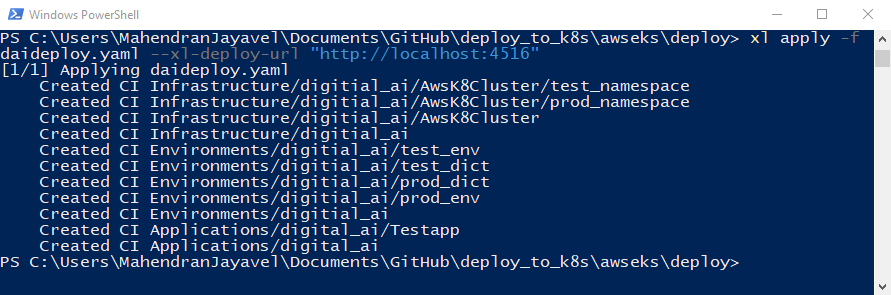 Windows PowerShell
PS C:\Users\MahendranJayavel\Documents\GitHub\deploy_to_k8s\awseks\deploy> xl apply -f
daideploy.yaml --xl-deploy-url "http://localhost:4516"
[1/1] Applying daideploy.yaml
    Created CI Infrastructure/digitial_ai/AwsK8Cluster/test_namespace
    Created CI Infrastructure/digitial_ai/AwsK8Cluster/prod_namespace
    Created CI Infrastructure/digitial_ai/AwsK8Cluster
    Created CI Infrastructure/digitial_ai
    Created CI Environments/digitial_ai/test_env
    Created CI Environments/digitial_ai/test_dict
    Created CI Environments/digitial_ai/prod_dict
    Created CI Environments/digitial_ai/prod_env
    Created CI Environments/digitial_ai
    Created CI Applications/digital_ai/Testapp
    Created CI Applications/digital_ai
PS C:\Users\MahendranJayavel\Documents\GitHub\deploy_to_k8s\awseks\deploy>